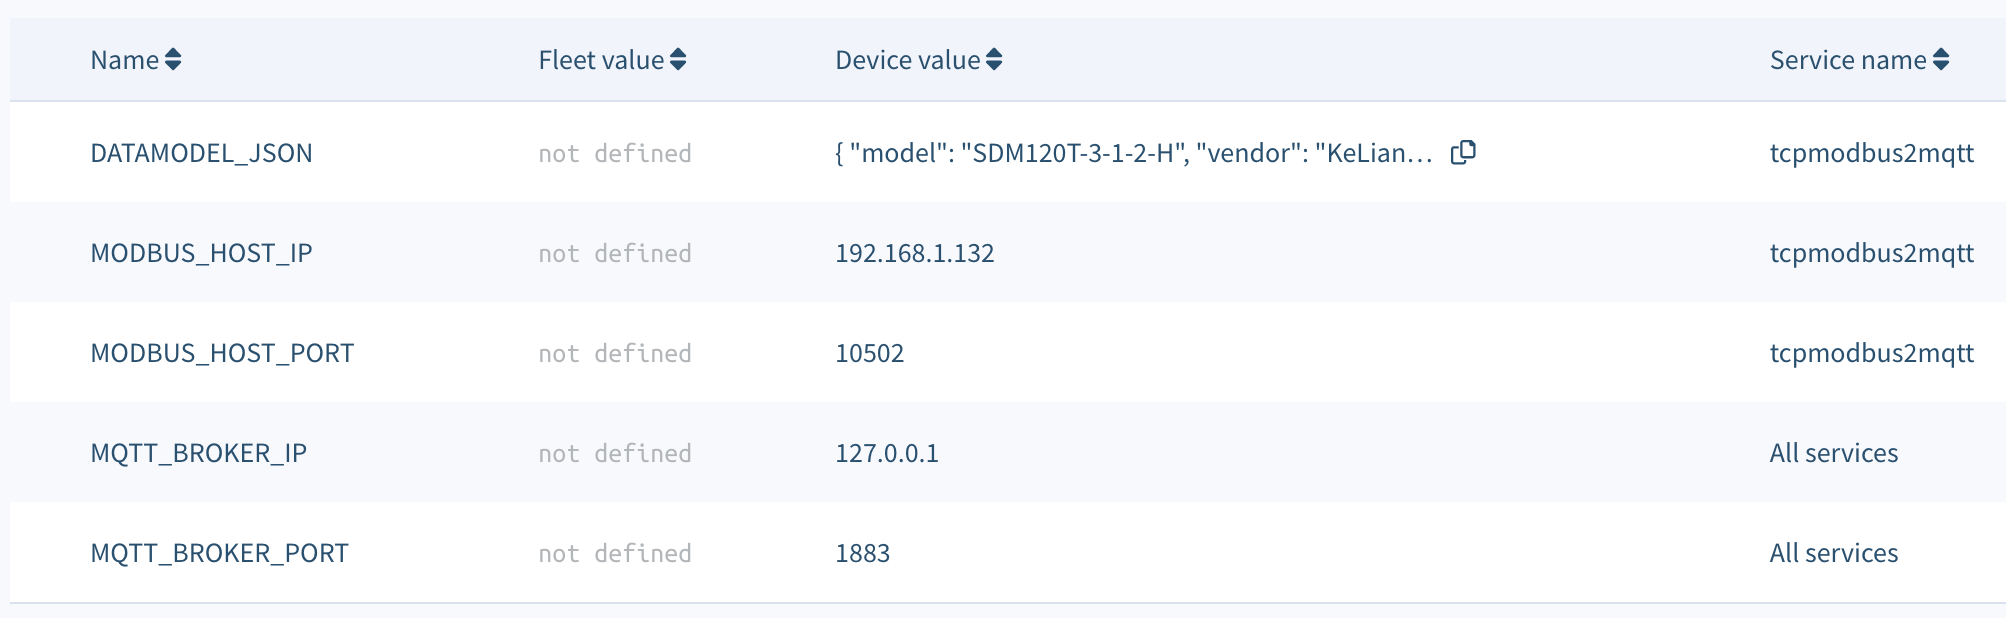 Name Fleet value Device value Service name
DATAMODEL_JSON not defined { "model": "SDM120T-3-1-2-H", "vendor": "KeLian... tcpmodbus2mqtt
MODBUS_HOST_IP not defined 192.168.1.132 tcpmodbus2mqtt
MODBUS_HOST_PORT not defined 10502 tcpmodbus2mqtt
MQTT_BROKER_IP not defined 127.0.0.1 All services
MQTT_BROKER_PORT not defined 1883 All services